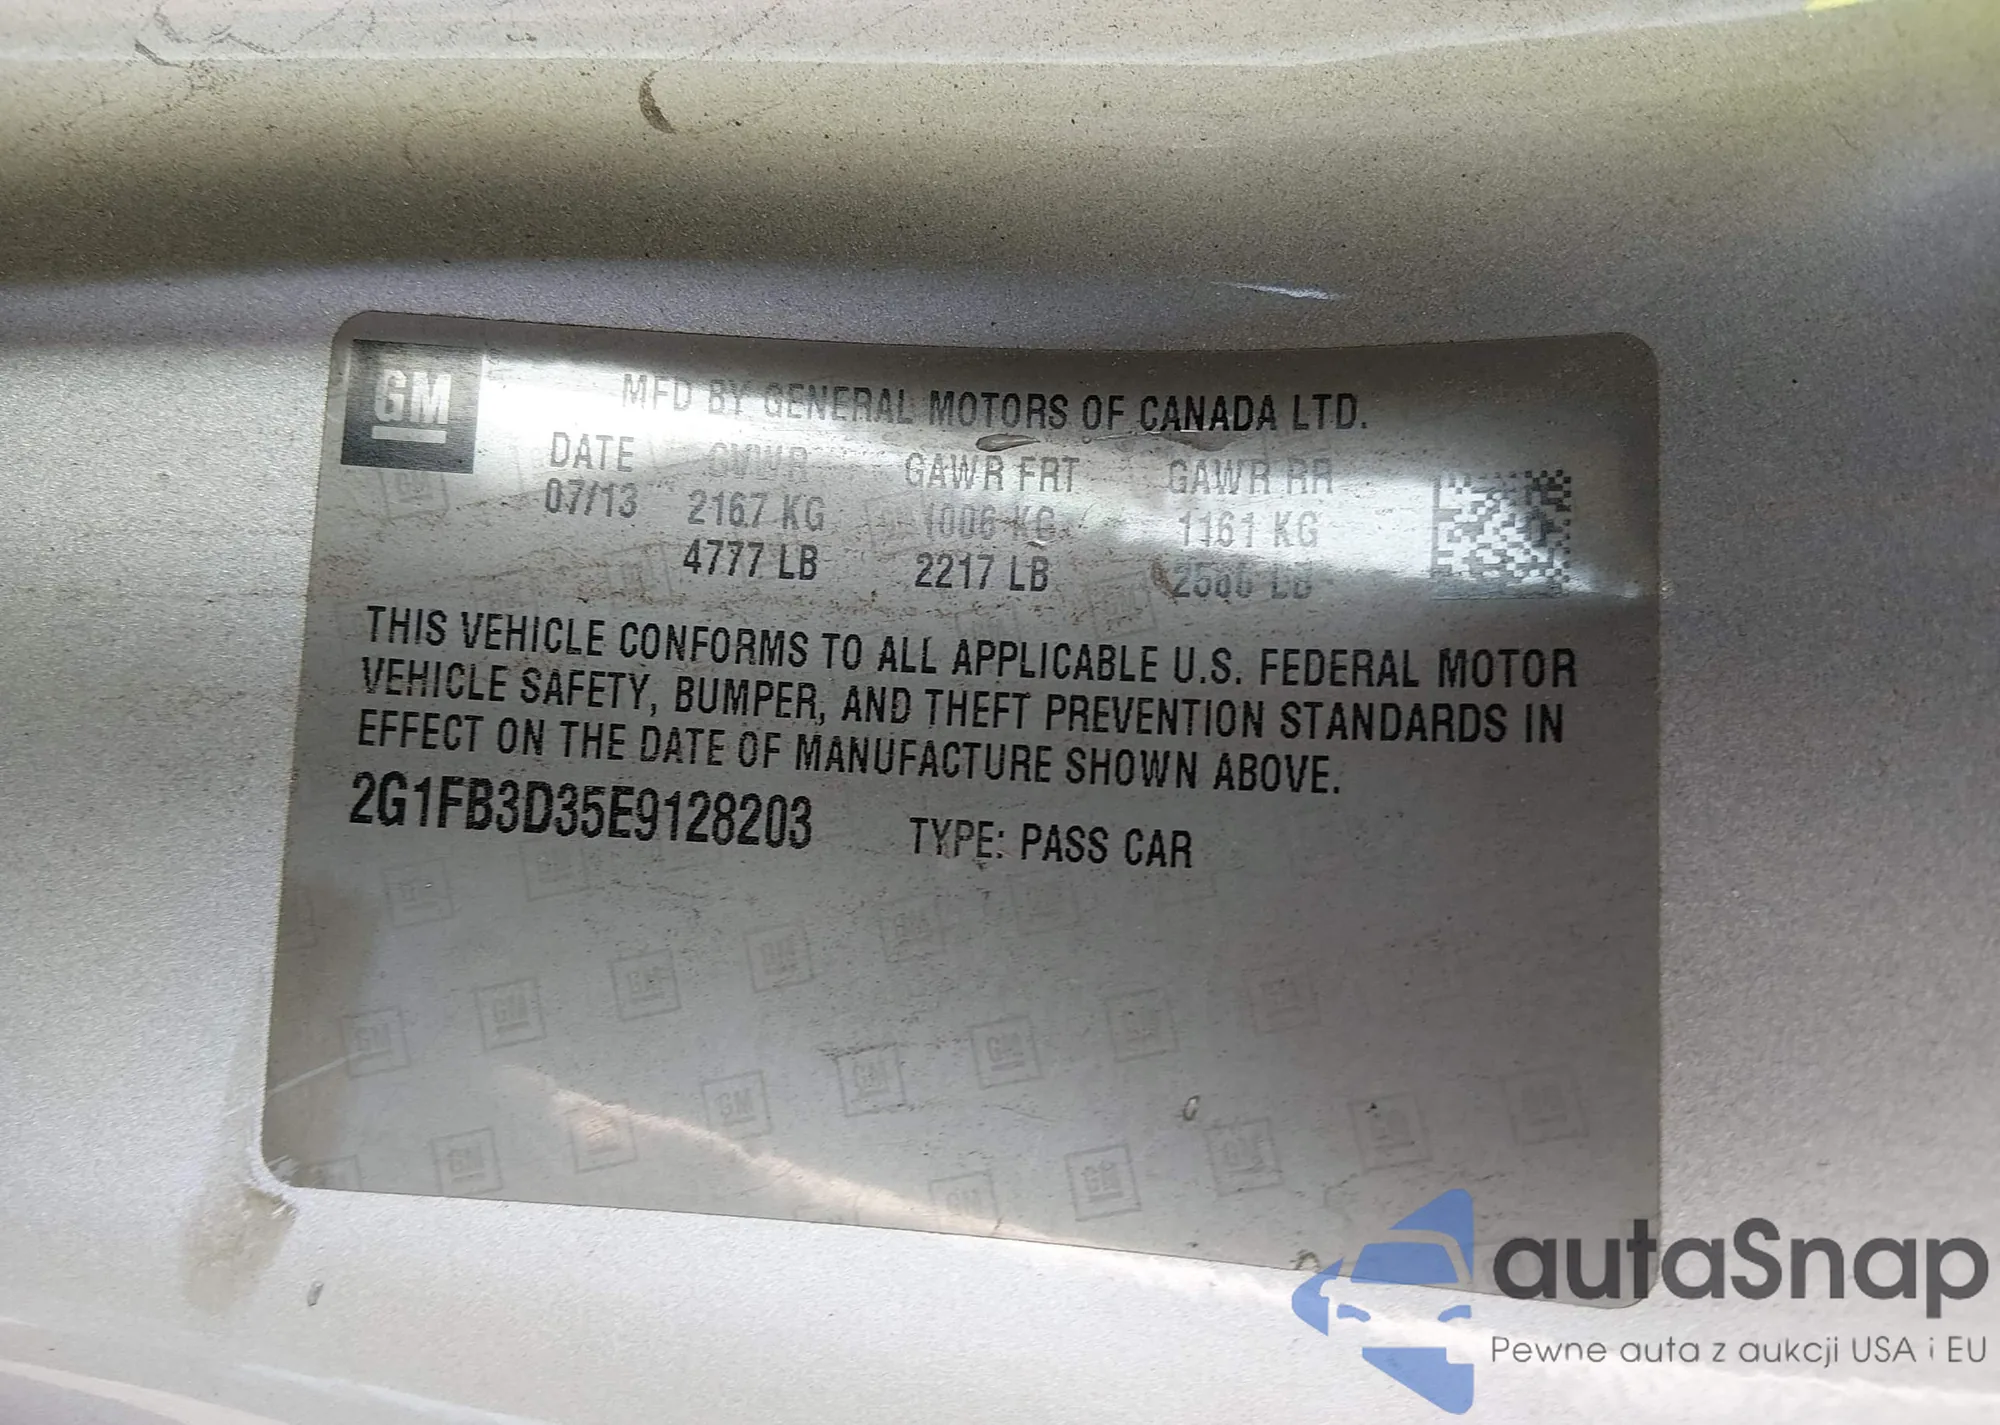 GM
MFD BY GENERAL MOTORS OF CANADA LTD.
DATE GVWR GAWR FRT GAWR RR
07/13 2167 KG 1006 KG 1161 KG
4777 LB 2217 LB LB
THIS VEHICLE CONFORMS TO ALL APPLICABLE U.S. FEDERAL MOTOR
VEHICLE SAFETY, BUMPER, AND THEFT PREVENTION STANDARDS IN
EFFECT ON THE DATE OF MANUFACTURE SHOWN ABOVE.
2G1FB3D35E9128203 TYPE: PASS CAR
autaSnap
Pewne auta z aukcji USA i EU